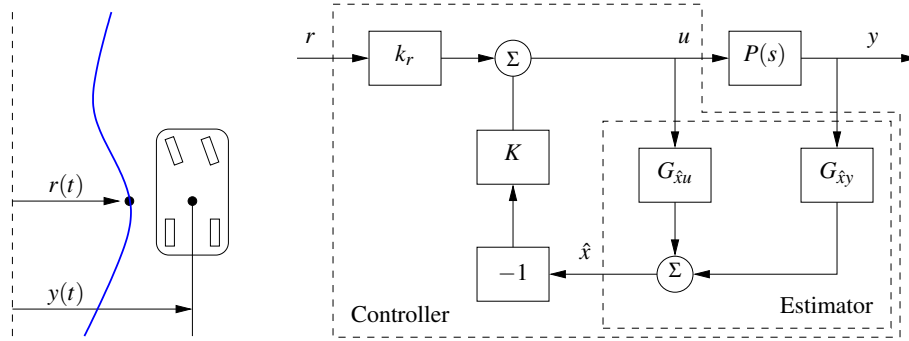 r(t)
y(t)
r
k_r
Σ
u
P(s)
y
K
G_{x̂u}
G_{x̂y}
−1
x̂
Σ
Controller
Estimator